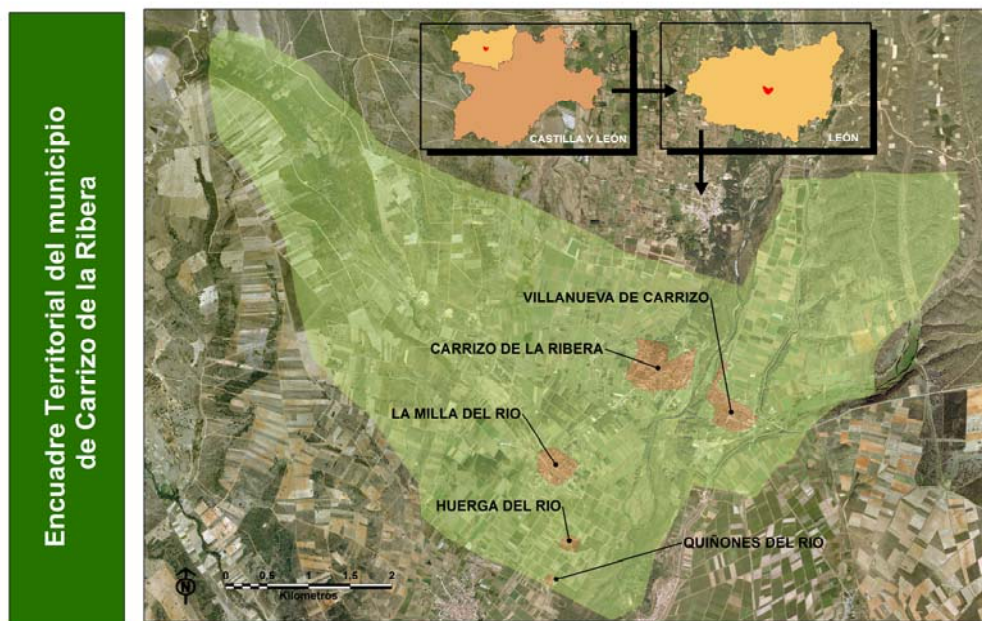 Encuadre Territorial del municipio
de Carrizo de la Ribera
CASTILLA Y LEÓN
LEÓN
VILLANUEVA DE CARRIZO
CARRIZO DE LA RIBERA
LA MILLA DEL RIO
HUERGA DEL RIO
QUIÑONES DEL RIO
N
0 0,5 1 1,5 2
Kilometros